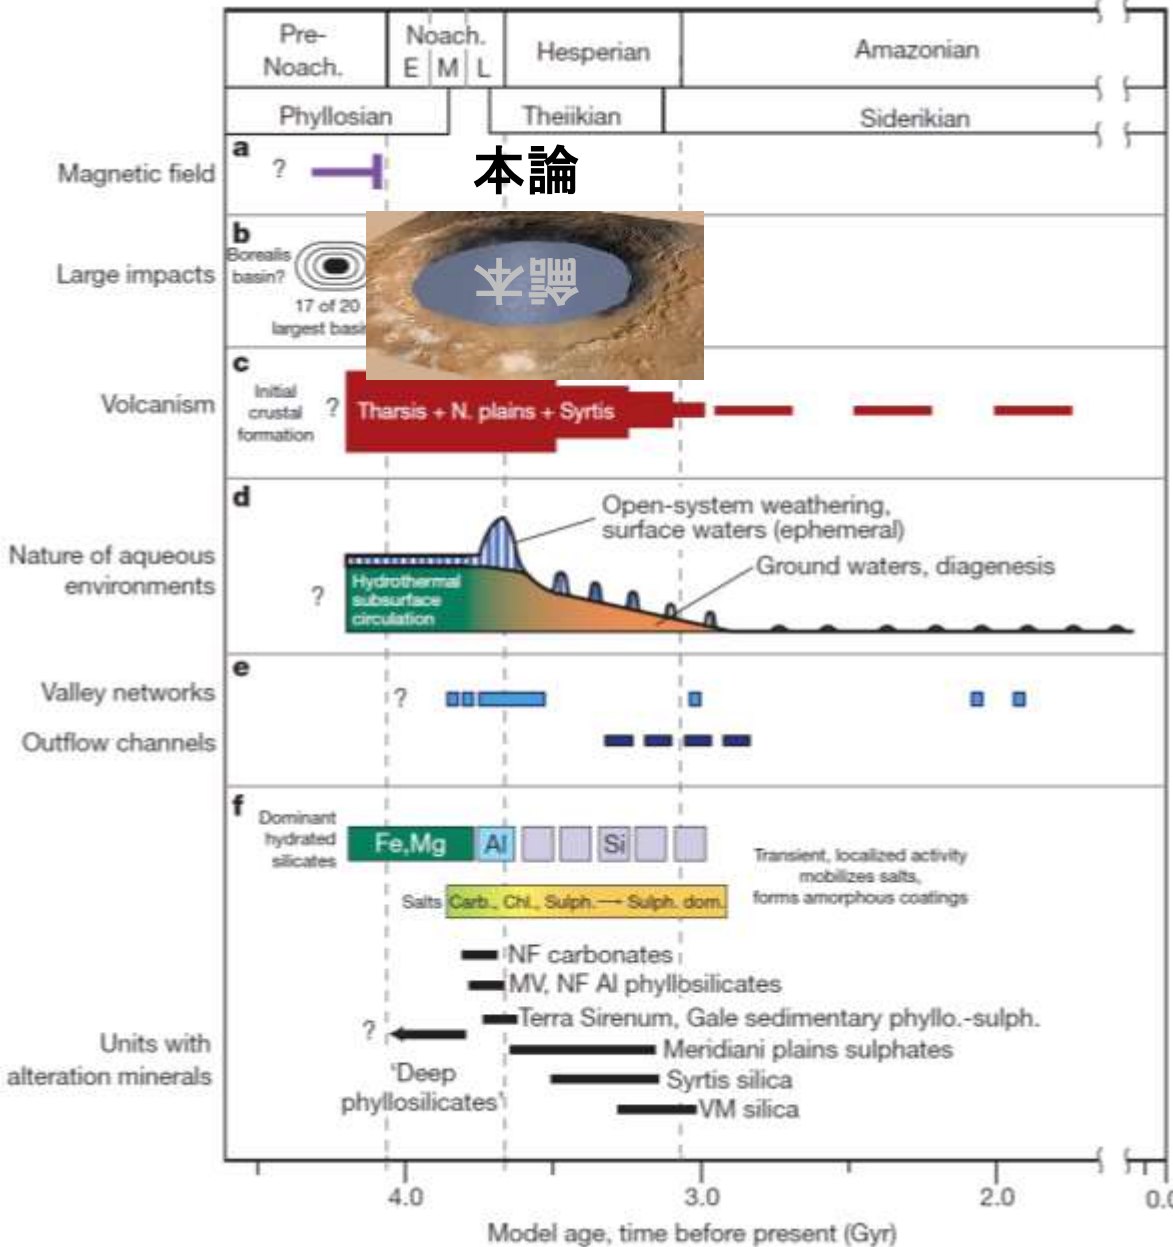 Pre-
Noach.
Noach.
E M L
Hesperian
Amazonian
Phyllosian
Theiikian
Siderikian
a
Magnetic field
?
本論
b
Large impacts
Borealis
basin?
17 of 20
largest
本論
c
Volcanism
Initial
crustal
formation
?
Tharsis + N. plains + Syrtis
d
Nature of aqueous
environments
?
Hydrothermal
subsurface
circulation
Open-system weathering,
surface waters (ephemeral)
Ground waters, diagenesis
e
Valley networks
?
Outflow channels
f
Dominant
hydrated
silicates
Fe,Mg
Al
Si
Transient, localized activity
mobilizes salts,
forms amorphous coatings
Salts Carb., Chl., Sulph. → Sulph. dom.
Units with
alteration minerals
NF carbonates
MV, NF Al phyllosilicates
Terra Sirenum, Gale sedimentary phyllo.-sulph.
?
'Deep
phyllosilicates'
Meridiani plains sulphates
Syrtis silica
VM silica
4.0 3.0 2.0 0.0
Model age, time before present (Gyr)